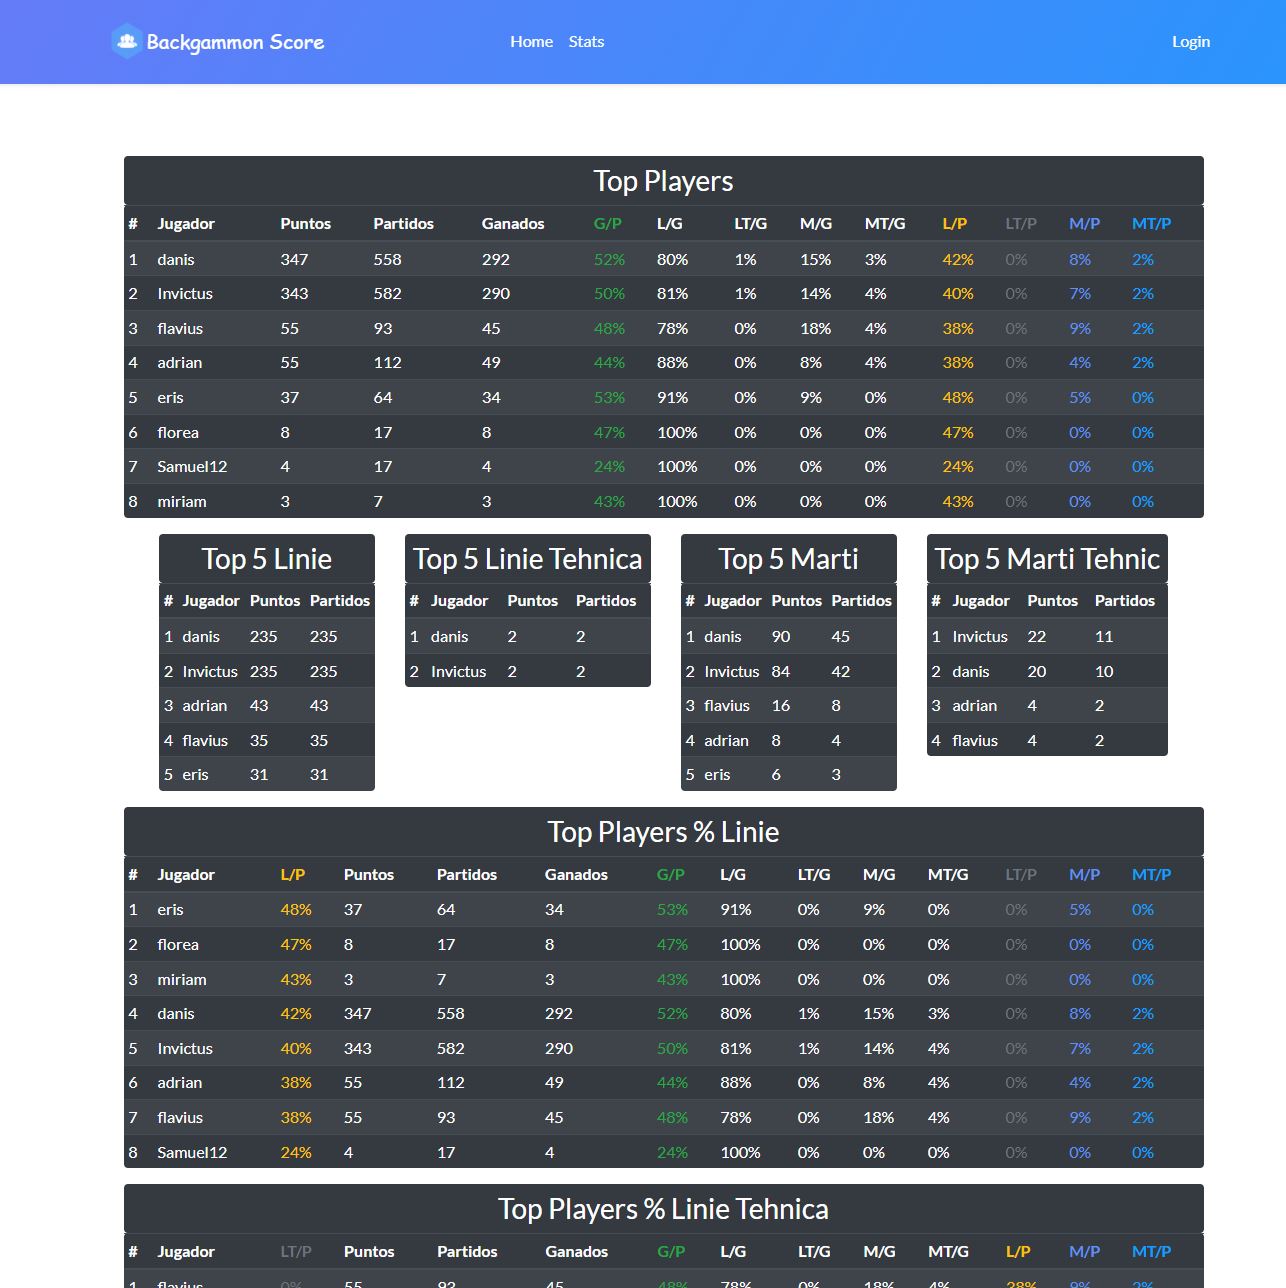 Backgammon Score Home Stats Login
Top Players
# Jugador Puntos Partidos Ganados G/P L/G LT/G M/G MT/G L/P LT/P M/P MT/P
1 danis 347 558 292 52% 80% 1% 15% 3% 42% 0% 8% 2%
2 Invictus 343 582 290 50% 81% 1% 14% 4% 40% 0% 7% 2%
3 flavius 55 93 45 48% 78% 0% 18% 4% 38% 0% 9% 2%
4 adrian 55 112 49 44% 88% 0% 8% 4% 38% 0% 4% 2%
5 eris 37 64 34 53% 91% 0% 9% 0% 48% 0% 5% 0%
6 florea 8 17 8 47% 100% 0% 0% 0% 47% 0% 0% 0%
7 Samuel12 4 17 4 24% 100% 0% 0% 0% 24% 0% 0% 0%
8 miriam 3 7 3 43% 100% 0% 0% 0% 43% 0% 0% 0%
Top 5 Linie
# Jugador Puntos Partidos
1 danis 235 235
2 Invictus 235 235
3 adrian 43 43
4 flavius 35 35
5 eris 31 31
Top 5 Linie Tehnica
# Jugador Puntos Partidos
1 danis 2 2
2 Invictus 2 2
Top 5 Marti
# Jugador Puntos Partidos
1 danis 90 45
2 Invictus 84 42
3 flavius 16 8
4 adrian 8 4
5 eris 6 3
Top 5 Marti Tehnic
# Jugador Puntos Partidos
1 Invictus 22 11
2 danis 20 10
3 adrian 4 2
4 flavius 4 2
Top Players % Linie
# Jugador L/P Puntos Partidos Ganados G/P L/G LT/G M/G MT/G LT/P M/P MT/P
1 eris 48% 37 64 34 53% 91% 0% 9% 0% 0% 5% 0%
2 florea 47% 8 17 8 47% 100% 0% 0% 0% 0% 0% 0%
3 miriam 43% 3 7 3 43% 100% 0% 0% 0% 0% 0% 0%
4 danis 42% 347 558 292 52% 80% 1% 15% 3% 0% 8% 2%
5 Invictus 40% 343 582 290 50% 81% 1% 14% 4% 0% 7% 2%
6 adrian 38% 55 112 49 44% 88% 0% 8% 4% 0% 4% 2%
7 flavius 38% 55 93 45 48% 78% 0% 18% 4% 0% 9% 2%
8 Samuel12 24% 4 17 4 24% 100% 0% 0% 0% 0% 0% 0%
Top Players % Linie Tehnica
# Jugador LT/P Puntos Partidos Ganados G/P L/G LT/G M/G MT/G L/P M/P MT/P
1 flavius 0% 55 93 45 48% 78% 0% 18% 4% 38% 9% 2%